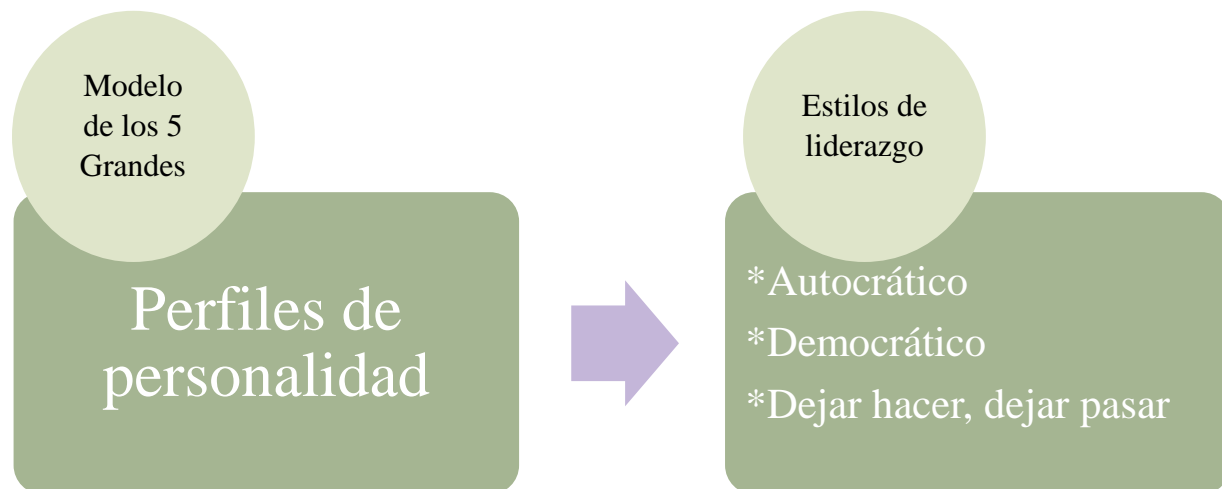 Modelo
de los 5
Grandes
Perfiles de
personalidad
Estilos de
liderazgo
*Autocrático
*Democrático
*Dejar hacer, dejar pasar